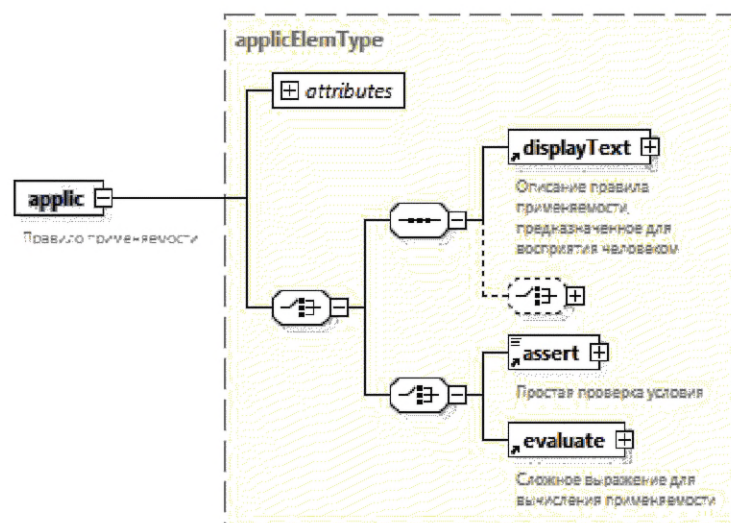 applicElemType
attributes
displayText
Описание правила
применяемости,
предназначенное для
восприятия человеком
applic
Правило применяемости
assert
Простая проверка условия
evaluate
Сложное выражение для
вычисления применяемости